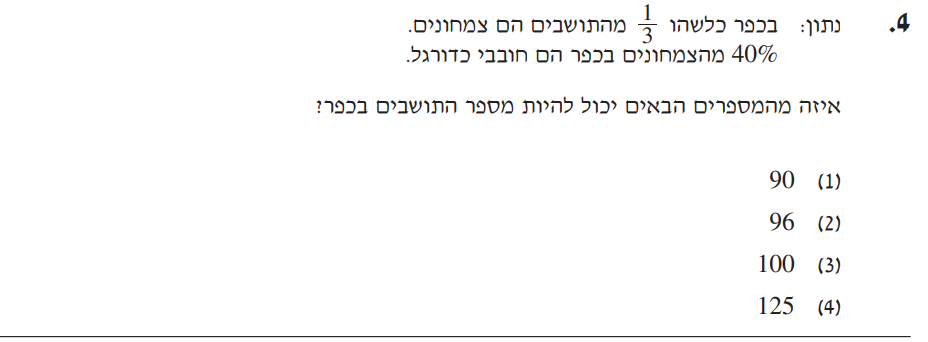 4. נתון: בכפר כלשהו 1/3 מהתושבים הם צמחונים.
40% מהצמחונים בכפר הם חובבי כדורגל.
איזה מהמספרים הבאים יכול להיות מספר התושבים בכפר?
(1) 90
(2) 96
(3) 100
(4) 125